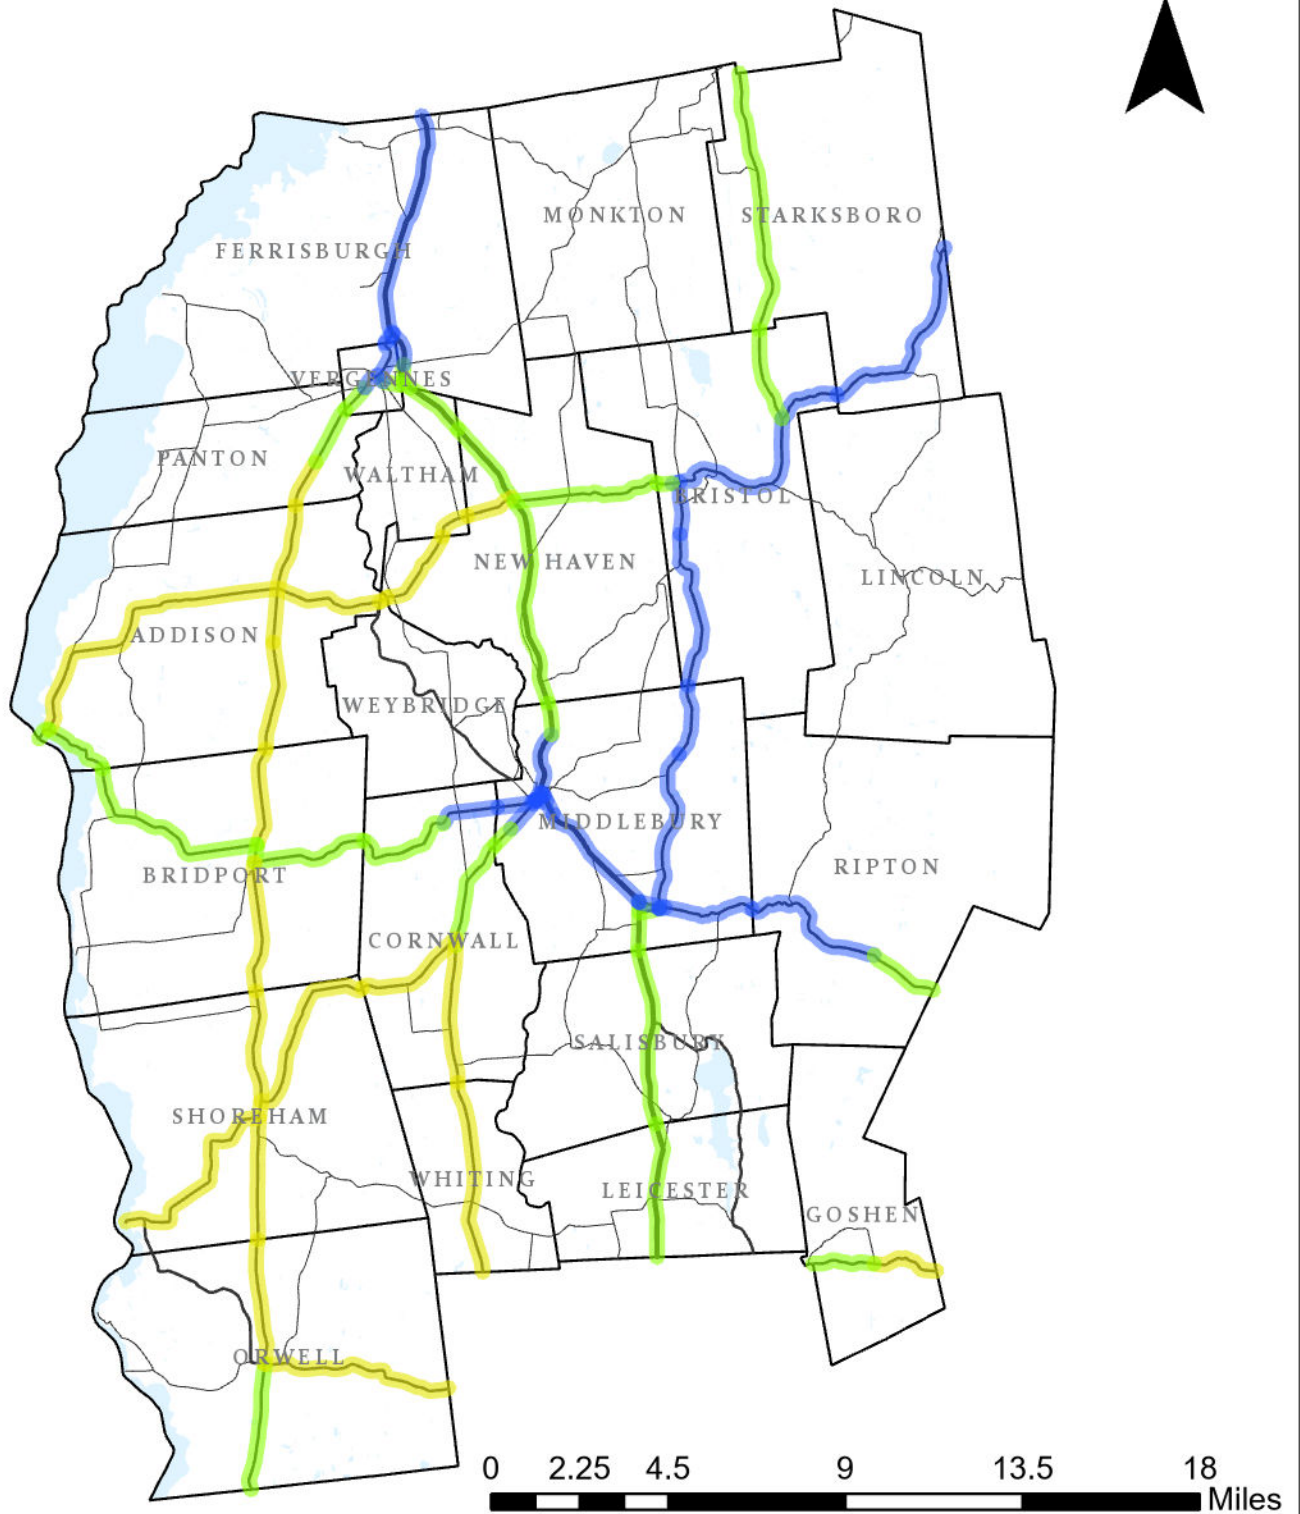 MONKTON
STARKSBORO
FERRISBURGH
VERGENNES
PANTON
WALTHAM
BRISTOL
NEW HAVEN
LINCOLN
ADDISON
WEYBRIDGE
MIDDLEBURY
RIPTON
BRIDPORT
CORNWALL
SALISBURY
SHOREHAM
WHITING
LEICESTER
GOSHEN
ORWELL
0 2.25 4.5 9 13.5 18
Miles